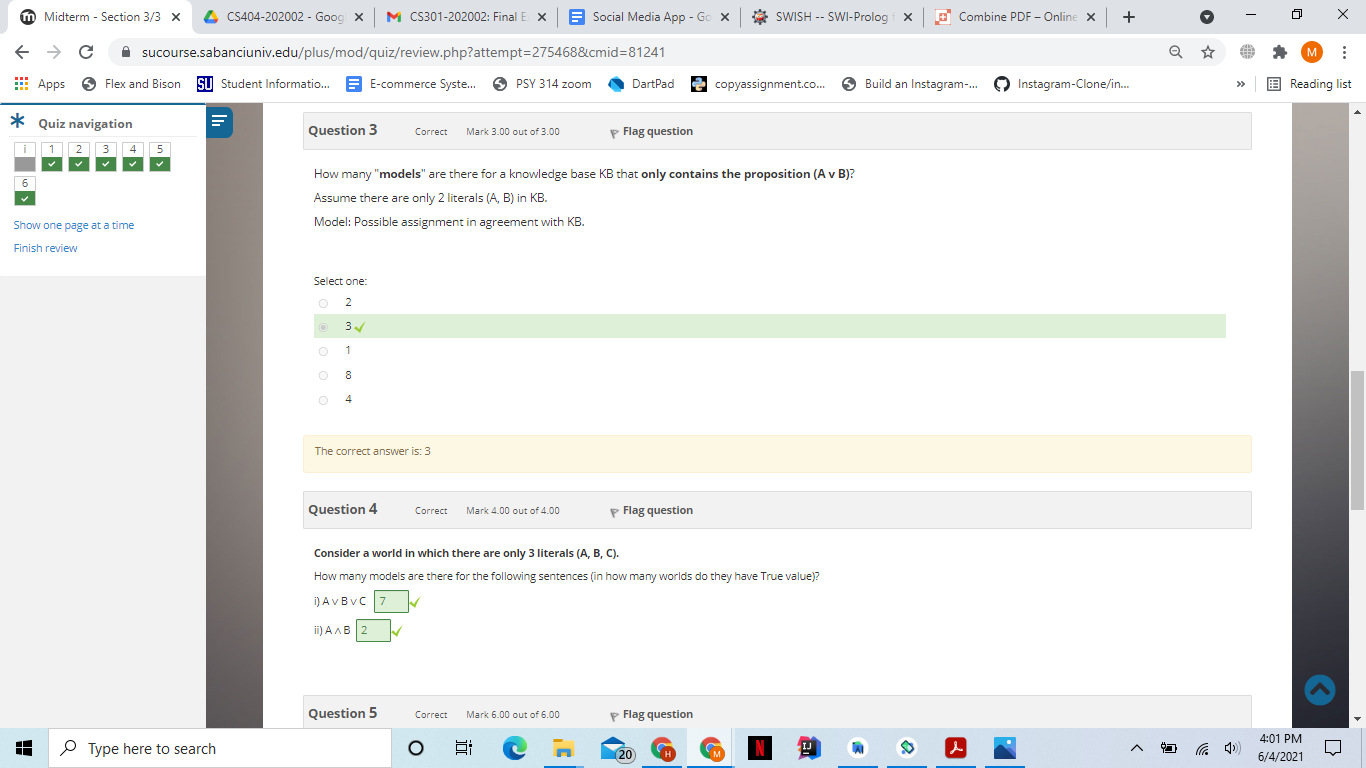 Midterm - Section 3/3
CS404-202002 - Goog
CS301-202002: Final E
Social Media App - Go
SWISH -- SWI-Prolog
Combine PDF – Online
sucourse.sabanciuniv.edu/plus/mod/quiz/review.php?attempt=275468&cmid=81241
M
Apps
Flex and Bison
SU Student Informatio...
E-commerce Syste...
PSY 314 zoom
DartPad
copyassignment.co...
Build an Instagram-...
Instagram-Clone/in...
»
Reading list
Quiz navigation
i 1 2 3 4 5
6
Show one page at a time
Finish review
Question 3 Correct Mark 3.00 out of 3.00 Flag question
How many "models" are there for a knowledge base KB that only contains the proposition (A v B)?
Assume there are only 2 literals (A, B) in KB.
Model: Possible assignment in agreement with KB.
Select one:
2
3
1
8
4
The correct answer is: 3
Question 4 Correct Mark 4.00 out of 4.00 Flag question
Consider a world in which there are only 3 literals (A, B, C).
How many models are there for the following sentences (in how many worlds do they have True value)?
i) A ∨ B ∨ C 7
ii) A ∧ B 2
Question 5 Correct Mark 6.00 out of 6.00 Flag question
Type here to search
20
H
M
N
IJ
4:01 PM
6/4/2021